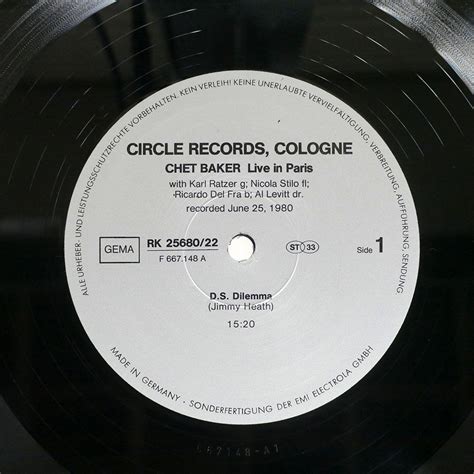 ALLE URHEBER- UND LEISTUNGSSCHUTZRECHTE VORBEHALTEN. KEIN VERLEIH! KEINE UNERLAUBTE VERVIELFÄLTIGUNG, VERBREITUNG, AUFFÜHRUNG, SENDUNG
CIRCLE RECORDS, COLOGNE
CHET BAKER Live in Paris
with Karl Ratzer g; Nicola Stilo fl;
Ricardo Del Fra b; Al Levitt dr.
recorded June 25, 1980
GEMA
RK 25680/22
F 667.148 A
ST 33
Side 1
D.S. Dilemma
(Jimmy Heath)
15:20
MADE IN GERMANY - SONDERFERTIGUNG DER EMI ELECTROLA GMBH